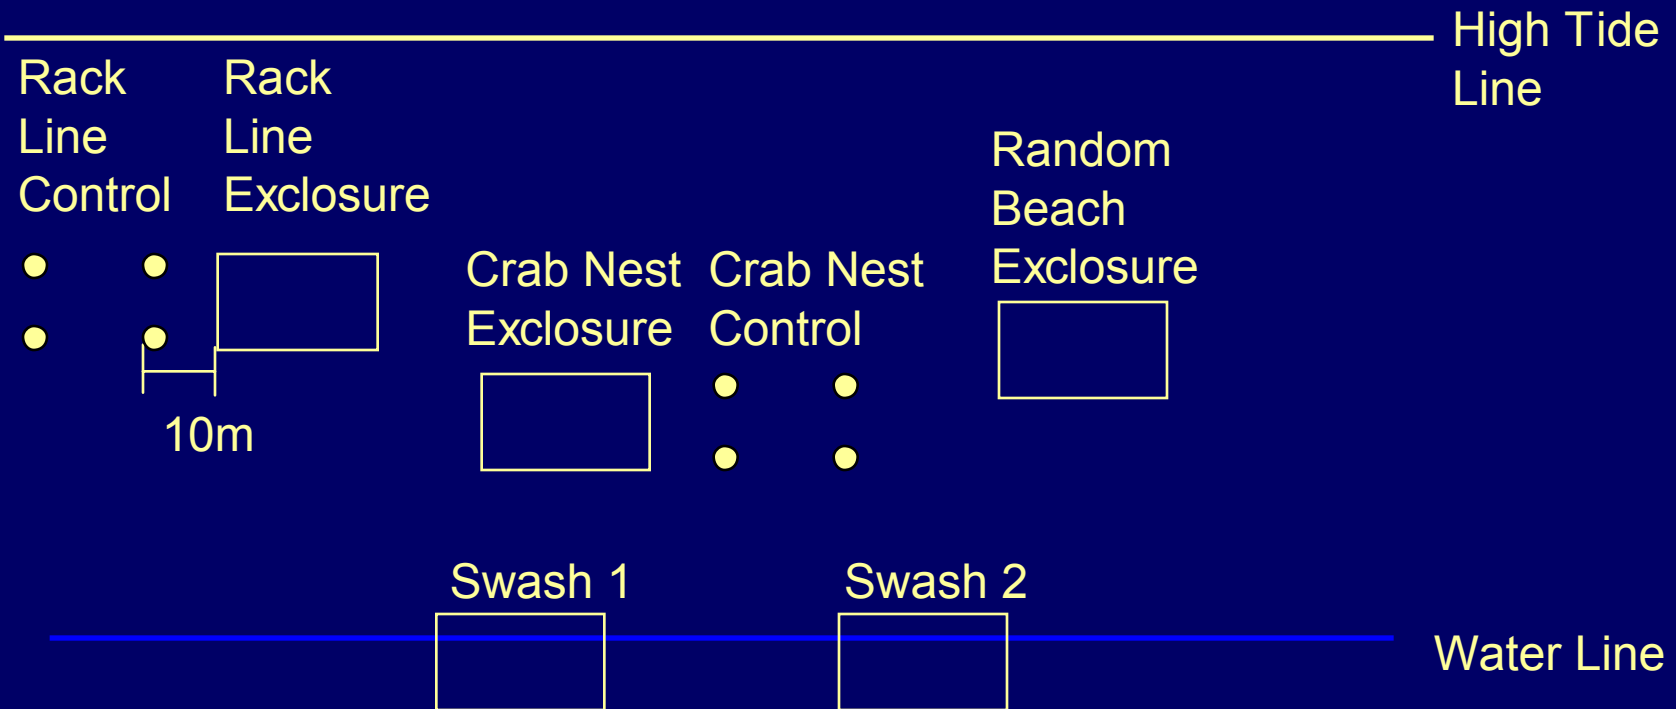 High Tide
Line
Rack
Line
Control
Rack
Line
Exclosure
Random
Beach
Exclosure
Crab Nest
Exclosure
Crab Nest
Control
10m
Swash 1
Swash 2
Water Line